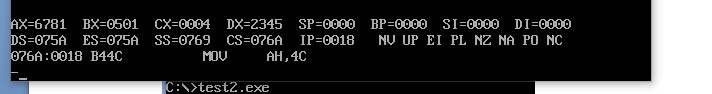 AX=6781  BX=0501  CX=0004  DX=2345  SP=0000  BP=0000  SI=0000  DI=0000
DS=075A  ES=075A  SS=0769  CS=076A  IP=0018   NV UP EI PL NZ NA PO NC
076A:0018 B44C          MOV     AH,4C
-
C:\>test2.exe